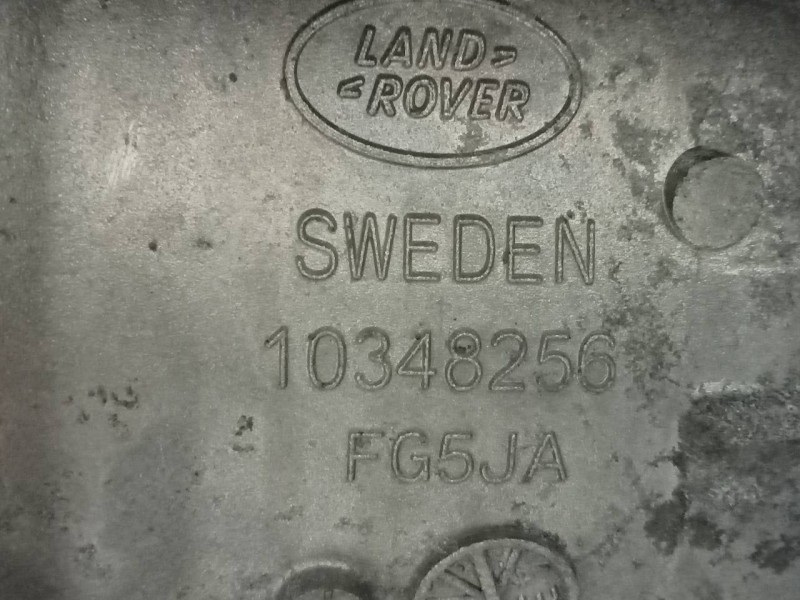 LAND
ROVER
SWEDEN
10348256
FG5JA